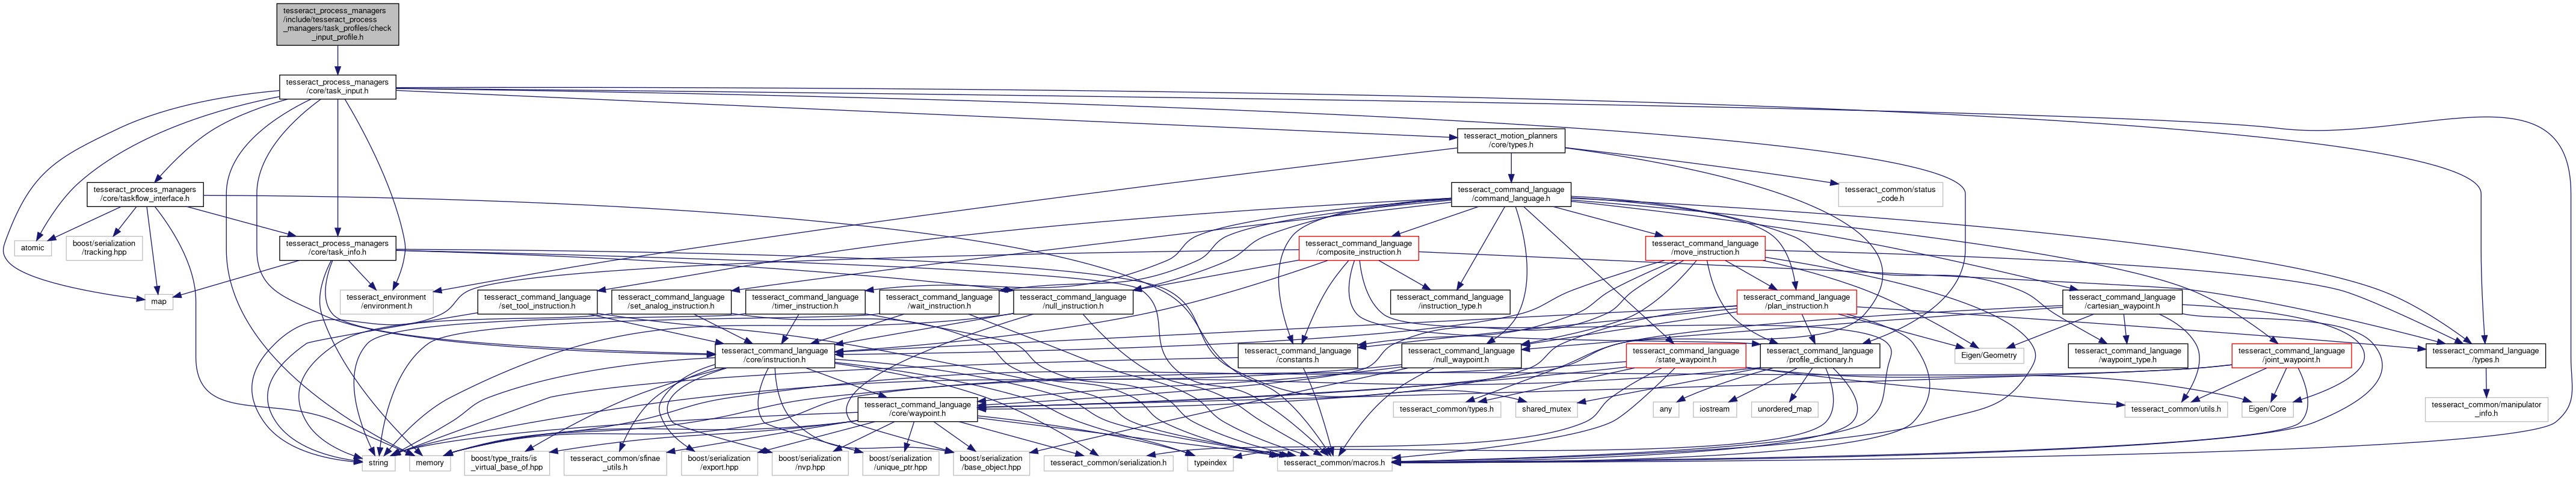 tesseract_process_managers
/include/tesseract_process
_managers/task_profiles/check
_input_profile.h
tesseract_process_managers
/core/task_input.h
tesseract_motion_planners
/core/types.h
tesseract_process_managers
/core/taskflow_interface.h
tesseract_command_language
/command_language.h
tesseract_common/status
_code.h
atomic
boost/serialization
/tracking.hpp
tesseract_process_managers
/core/task_info.h
tesseract_command_language
/composite_instruction.h
tesseract_command_language
/move_instruction.h
map
tesseract_environment
/environment.h
tesseract_command_language
/set_tool_instruction.h
tesseract_command_language
/set_analog_instruction.h
tesseract_command_language
/timer_instruction.h
tesseract_command_language
/wait_instruction.h
tesseract_command_language
/null_instruction.h
tesseract_command_language
/instruction_type.h
tesseract_command_language
/plan_instruction.h
tesseract_command_language
/cartesian_waypoint.h
tesseract_command_language
/core/instruction.h
tesseract_command_language
/constants.h
tesseract_command_language
/null_waypoint.h
tesseract_command_language
/state_waypoint.h
tesseract_command_language
/profile_dictionary.h
Eigen/Geometry
tesseract_command_language
/waypoint_type.h
tesseract_command_language
/joint_waypoint.h
tesseract_command_language
/types.h
tesseract_command_language
/core/waypoint.h
tesseract_common/types.h
shared_mutex
any
iostream
unordered_map
tesseract_common/utils.h
Eigen/Core
tesseract_common/manipulator
_info.h
string
memory
boost/type_traits/is
_virtual_base_of.hpp
tesseract_common/sfinae
_utils.h
boost/serialization
/export.hpp
boost/serialization
/nvp.hpp
boost/serialization
/unique_ptr.hpp
boost/serialization
/base_object.hpp
tesseract_common/serialization.h
typeindex
tesseract_common/macros.h